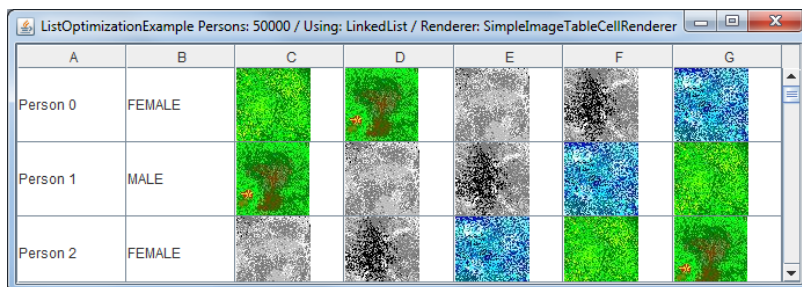 ListOptimizationExample Persons: 50000 / Using: LinkedList / Renderer: SimpleImageTableCellRenderer
A B C D E F G
Person 0 FEMALE
Person 1 MALE
Person 2 FEMALE